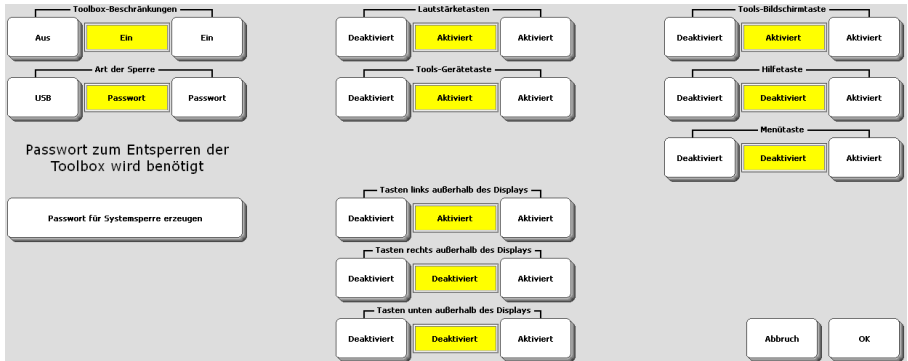 Toolbox-Beschränkungen
Aus Ein Ein
Art der Sperre
USB Passwort Passwort
Passwort zum Entsperren der
Toolbox wird benötigt
Passwort für Systemsperre erzeugen
Lautstärketasten
Deaktiviert Aktiviert Aktiviert
Tools-Gerätetaste
Deaktiviert Aktiviert Aktiviert
Tasten links außerhalb des Displays
Deaktiviert Aktiviert Aktiviert
Tasten rechts außerhalb des Displays
Deaktiviert Deaktiviert Aktiviert
Tasten unten außerhalb des Displays
Deaktiviert Deaktiviert Aktiviert
Tools-Bildschirmtaste
Deaktiviert Aktiviert Aktiviert
Hilfetaste
Deaktiviert Deaktiviert Aktiviert
Menütaste
Deaktiviert Deaktiviert Aktiviert
Abbruch OK